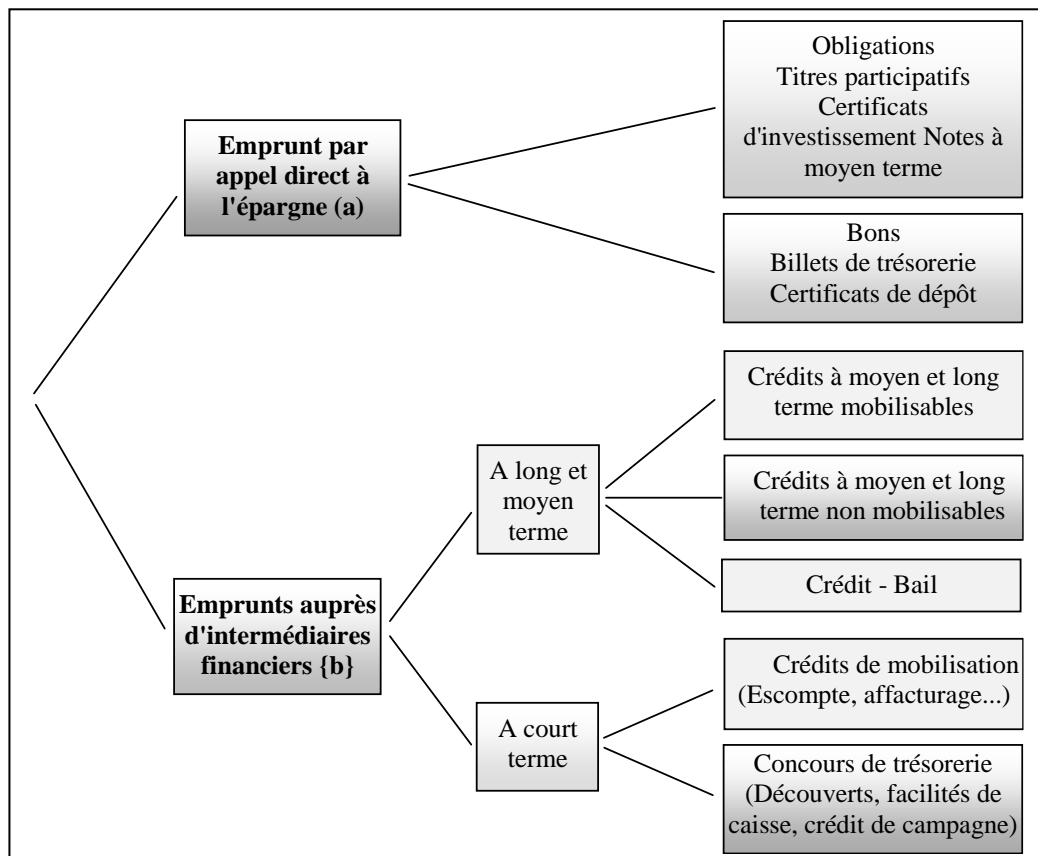 Obligations
Titres participatifs
Certificats
d'investissement Notes à
moyen terme
Emprunt par
appel direct à
l'épargne (a)
Bons
Billets de trésorerie
Certificats de dépôt
Crédits à moyen et long
terme mobilisables
A long et
moyen
terme
Crédits à moyen et long
terme non mobilisables
Crédit - Bail
Emprunts auprès
d'intermédiaires
financiers {b}
Crédits de mobilisation
(Escompte, affacturage...)
A court
terme
Concours de trésorerie
(Découverts, facilités de
caisse, crédit de campagne)